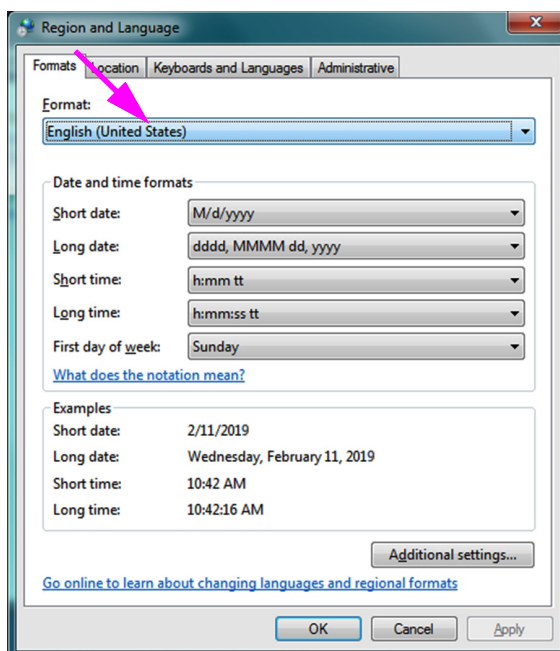 Region and Language
Formats Location Keyboards and Languages Administrative
Format:
English (United States)
Date and time formats
Short date: M/d/yyyy
Long date: dddd, MMMM dd, yyyy
Short time: h:mm tt
Long time: h:mm:ss tt
First day of week: Sunday
What does the notation mean?
Examples
Short date: 2/11/2019
Long date: Wednesday, February 11, 2019
Short time: 10:42 AM
Long time: 10:42:16 AM
Additional settings...
Go online to learn about changing languages and regional formats
OK Cancel Apply